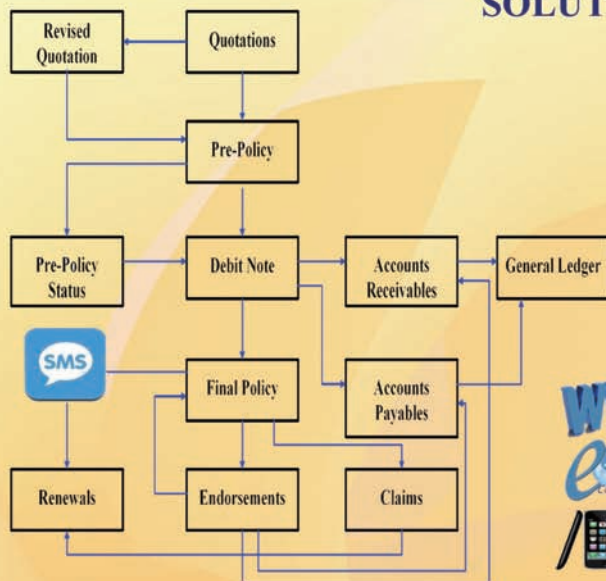 SOLUT
Revised
Quotation
Quotations
Pre-Policy
Pre-Policy
Status
Debit Note
Accounts
Receivables
General Ledger
SMS
Final Policy
Accounts
Payables
Renewals
Endorsements
Claims
W
e